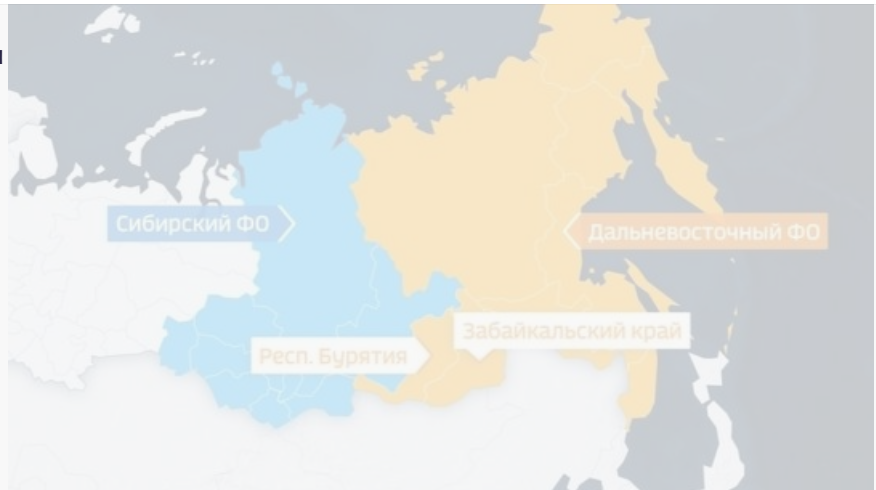 Сибирский ФО
Дальневосточный ФО
Забайкальский край
Респ. Бурятия